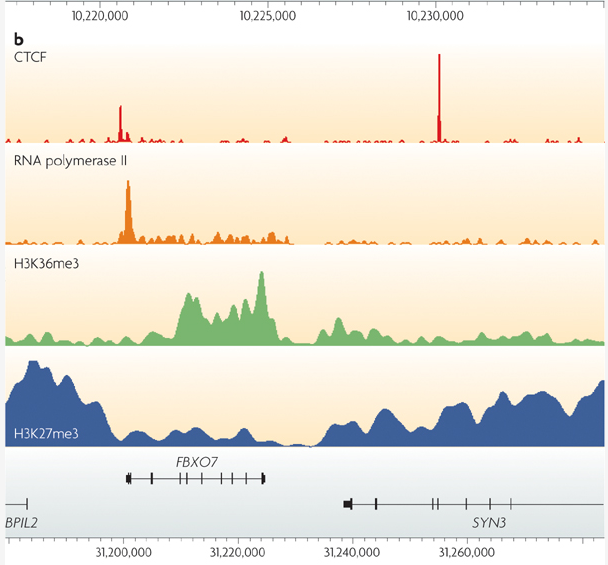 10,220,000 10,225,000 10,230,000
b
CTCF
RNA polymerase II
H3K36me3
H3K27me3
FBXO7
BPIL2 SYN3
31,200,000 31,220,000 31,240,000 31,260,000